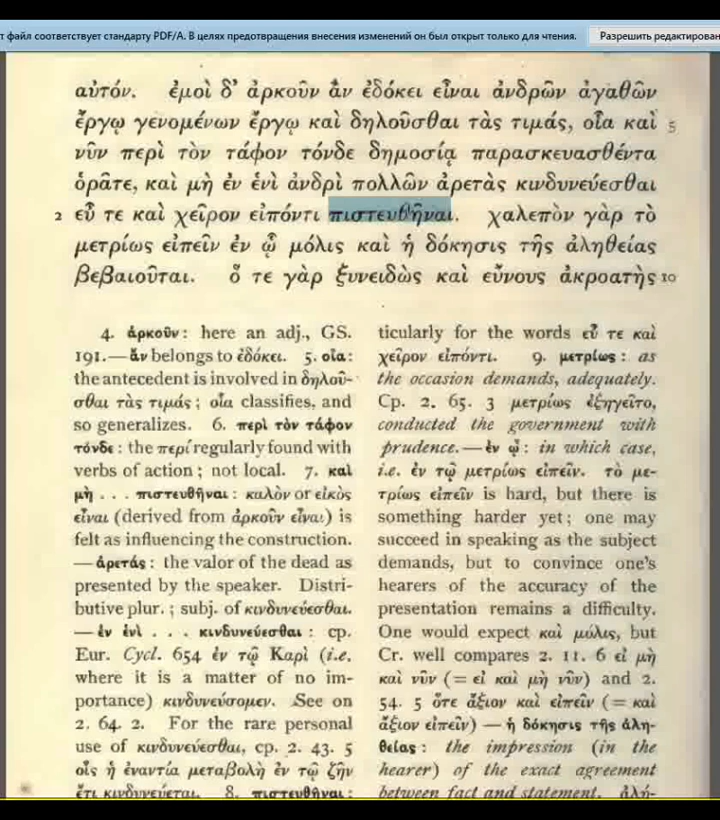 т файл соответствует стандарту PDF/A. В целях предотвращения внесения изменений он был открыт только для чтения. Разрешить редактирован
αὐτόν. ἐμοὶ δ' ἀρκοῦν ἂν ἐδόκει εἶναι ἀνδρῶν ἀγαθῶν
ἔργῳ γενομένων ἔργῳ καὶ δηλοῦσθαι τὰς τιμάς, οἷα καὶ 5
νῦν περὶ τὸν τάφον τόνδε δημοσίᾳ παρασκευασθέντα
ὁρᾶτε, καὶ μὴ ἐν ἑνὶ ἀνδρὶ πολλῶν ἀρετὰς κινδυνεύεσθαι
2 εὖ τε καὶ χεῖρον εἰπόντι πιστευθῆναι. χαλεπὸν γὰρ τὸ
μετρίως εἰπεῖν ἐν ᾧ μόλις καὶ ἡ δόκησις τῆς ἀληθείας
βεβαιοῦται. ὅ τε γὰρ ξυνειδὼς καὶ εὔνους ἀκροατὴς 10
4. ἀρκοῦν: here an adj., GS.
191.—ἄν belongs to ἐδόκει. 5. οἷα:
the antecedent is involved in δηλοῦ-
σθαι τὰς τιμάς; οἷα classifies, and
so generalizes. 6. περὶ τὸν τάφον
τόνδε: the περί regularly found with
verbs of action; not local. 7. καὶ
μὴ . . . πιστευθῆναι: καλὸν or εἰκὸς
εἶναι (derived from ἀρκοῦν εἶναι) is
felt as influencing the construction.
—ἀρετάς: the valor of the dead as
presented by the speaker. Distri-
butive plur.; subj. of κινδυνεύεσθαι.
—ἐν ἑνὶ . . . κινδυνεύεσθαι: cp.
Eur. Cycl. 654 ἐν τῷ Καρὶ (i.e.
where it is a matter of no im-
portance) κινδυνεύσομεν. See on
2. 64. 2. For the rare personal
use of κινδυνεύεσθαι, cp. 2. 43. 5
οἷς ἡ ἐναντία μεταβολὴ ἐν τῷ ζῆν
ἔτι κινδυνεύεται. 8. πιστευθῆναι:
ticularly for the words εὖ τε καὶ
χεῖρον εἰπόντι. 9. μετρίως: as
the occasion demands, adequately.
Cp. 2. 65. 3 μετρίως ἐξηγεῖτο,
conducted the government with
prudence.—ἐν ᾧ: in which case,
i.e. ἐν τῷ μετρίως εἰπεῖν. τὸ με-
τρίως εἰπεῖν is hard, but there is
something harder yet; one may
succeed in speaking as the subject
demands, but to convince one's
hearers of the accuracy of the
presentation remains a difficulty.
One would expect καὶ μόλις, but
Cr. well compares 2. 11. 6 εἰ μὴ
καὶ νῦν (= εἰ καὶ μὴ νῦν) and 2.
54. 5 ὅτε ἄξιον καὶ εἰπεῖν (= καὶ
ἄξιον εἰπεῖν) — ἡ δόκησις τῆς ἀλη-
θείας: the impression (in the
hearer) of the exact agreement
between fact and statement. ἀλή-